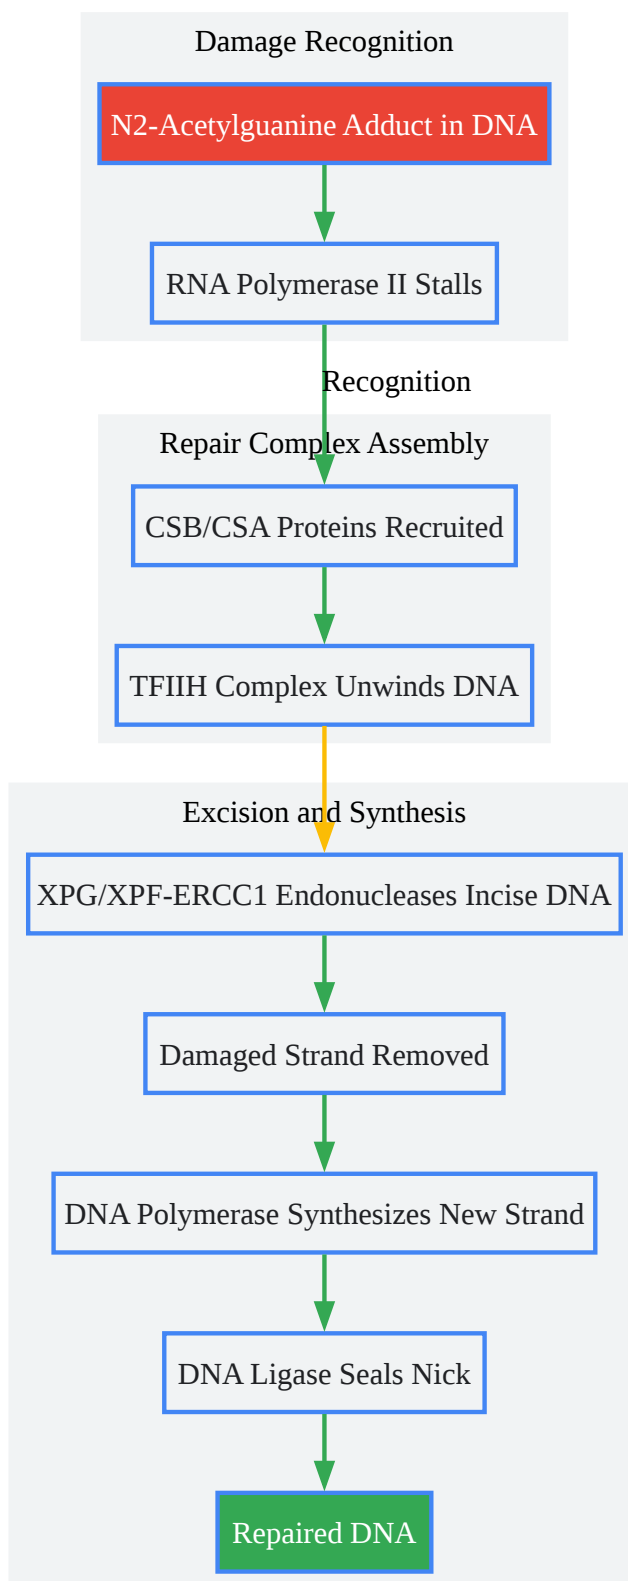 Damage Recognition
N2-Acetylguanine Adduct in DNA
RNA Polymerase II Stalls
Recognition
Repair Complex Assembly
CSB/CSA Proteins Recruited
TFIIH Complex Unwinds DNA
Excision and Synthesis
XPG/XPF-ERCC1 Endonucleases Incise DNA
Damaged Strand Removed
DNA Polymerase Synthesizes New Strand
DNA Ligase Seals Nick
Repaired DNA